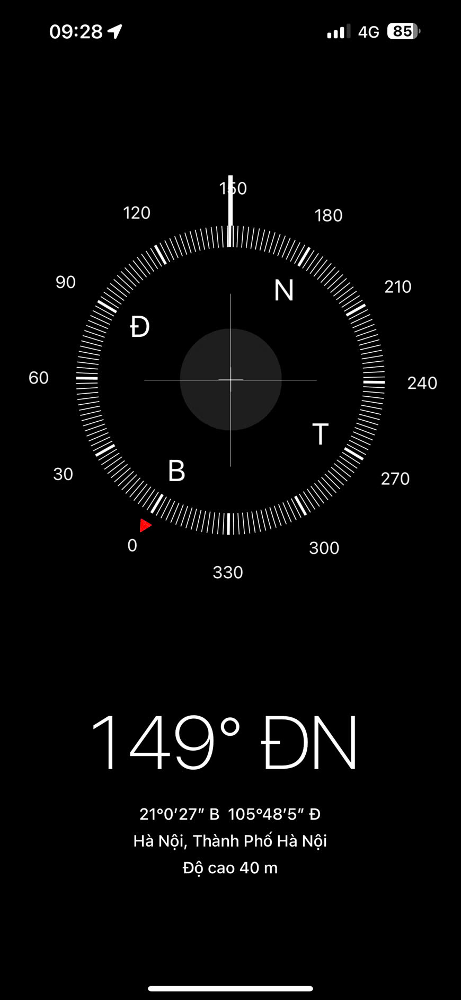 09:28 4G 85
150
120 180
90 210
N
Đ
60 240
T
B
30 270
0 300
330
149° ĐN
21°0’27” B 105°48’5” Đ
Hà Nội, Thành Phố Hà Nội
Độ cao 40 m